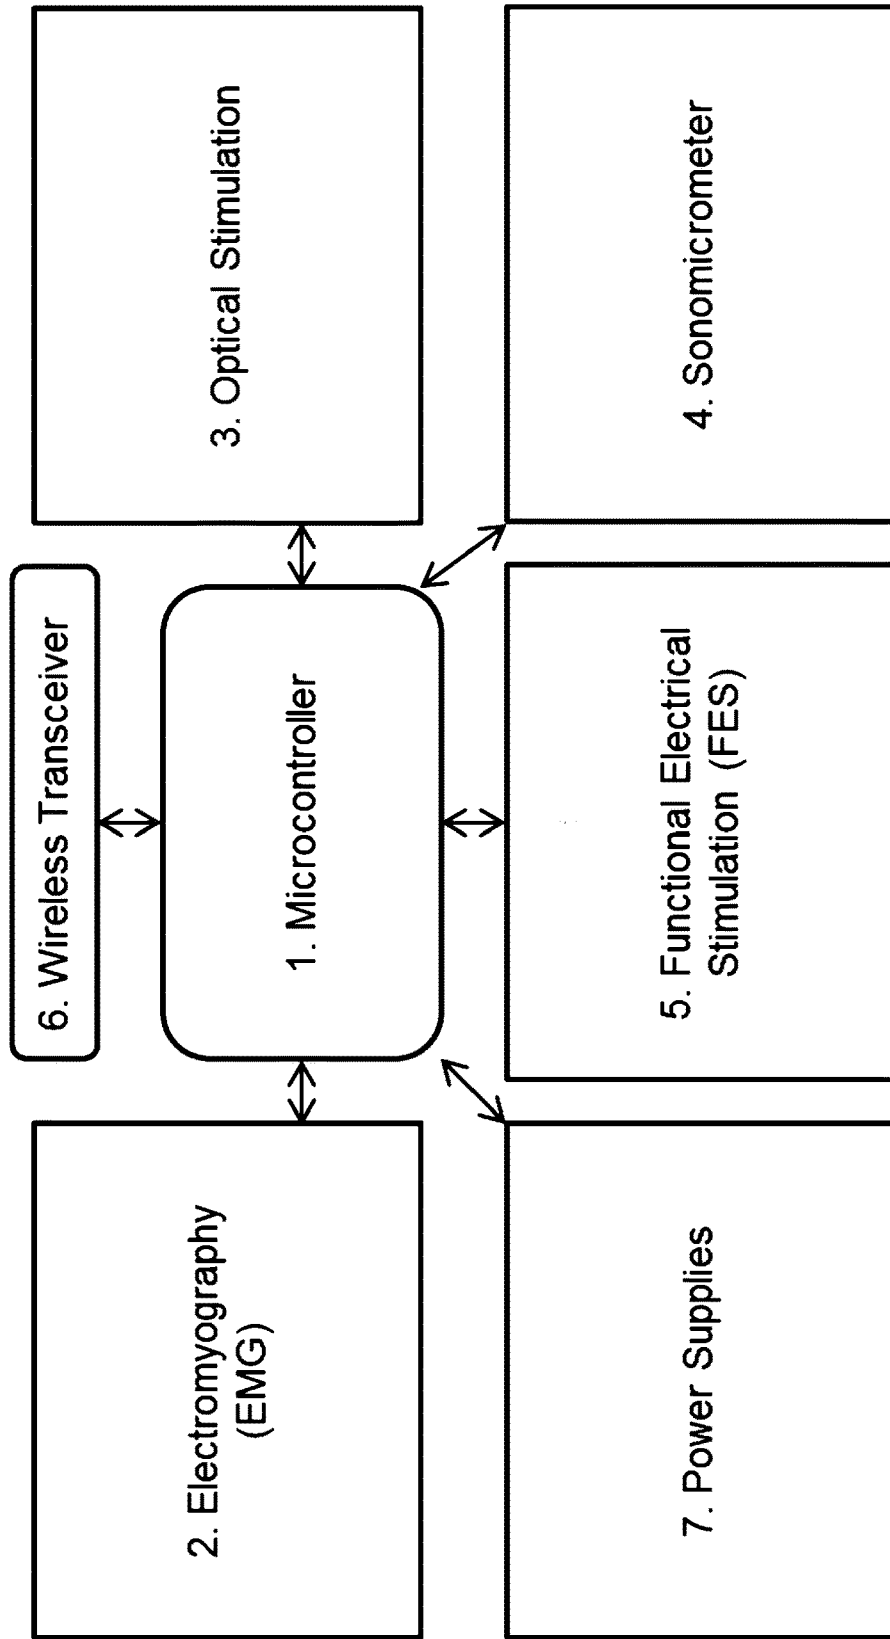 6. Wireless Transceiver
2. Electromyography
(EMG)
1. Microcontroller
3. Optical Stimulation
7. Power Supplies
5. Functional Electrical
Stimulation (FES)
4. Sonomicrometer